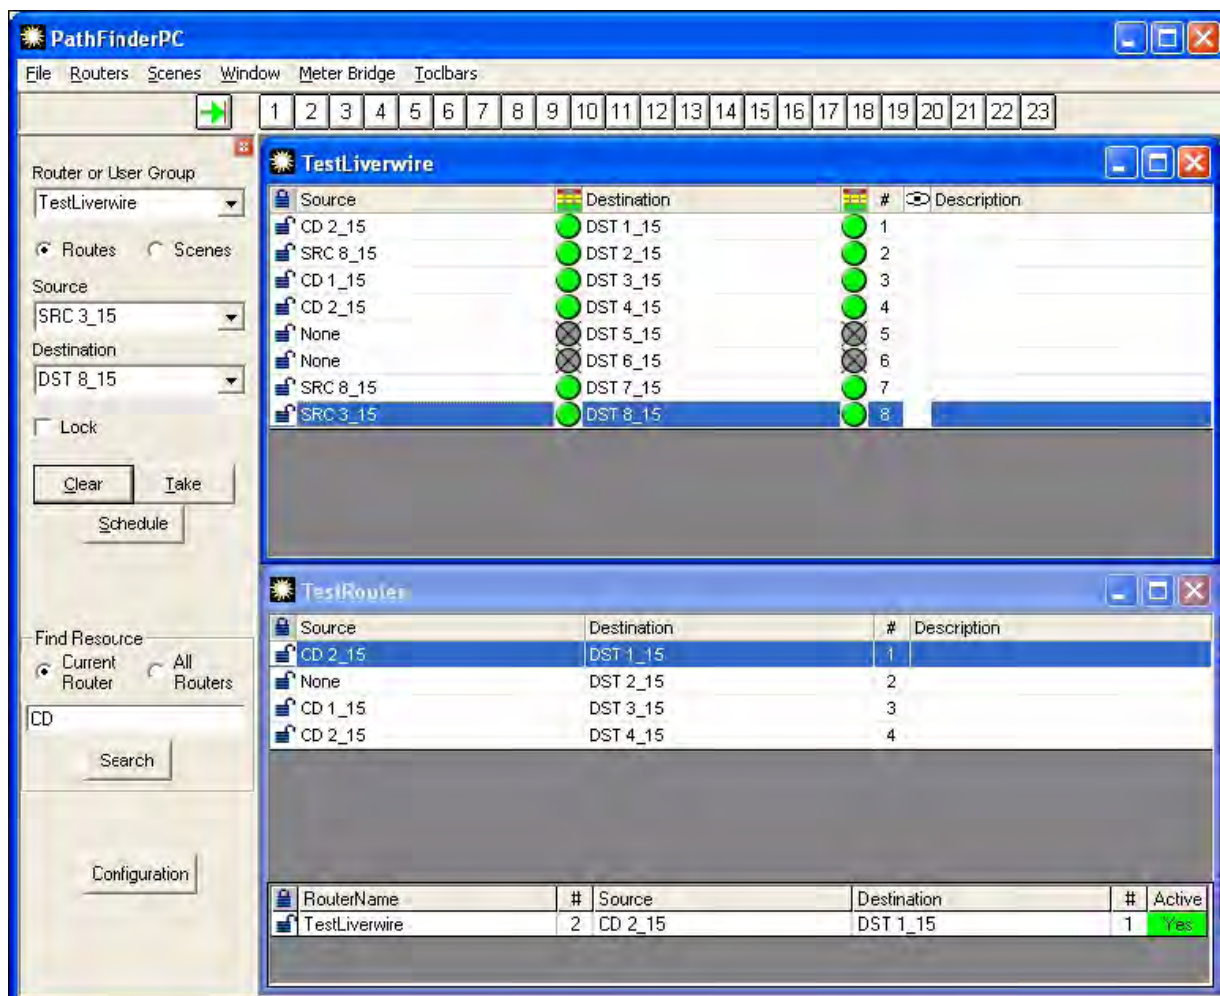 PathFinderPC
File Routers Scenes Window Meter Bridge Toolbars
1 2 3 4 5 6 7 8 9 10 11 12 13 14 15 16 17 18 19 20 21 22 23
Router or User Group
TestLiverwire
Routes Scenes
Source
SRC 3_15
Destination
DST 8_15
Lock
Clear Take
Schedule
Find Resource
Current Router All Routers
CD
Search
Configuration
TestLiverwire
Source Destination # Description
CD 2_15 DST 1_15 1
SRC 8_15 DST 2_15 2
CD 1_15 DST 3_15 3
CD 2_15 DST 4_15 4
None DST 5_15 5
None DST 6_15 6
SRC 8_15 DST 7_15 7
SRC 3_15 DST 8_15 8
TestRouter
Source Destination # Description
CD 2_15 DST 1_15 1
None DST 2_15 2
CD 1_15 DST 3_15 3
CD 2_15 DST 4_15 4
RouterName # Source Destination # Active
TestLiverwire 2 CD 2_15 DST 1_15 1 Yes